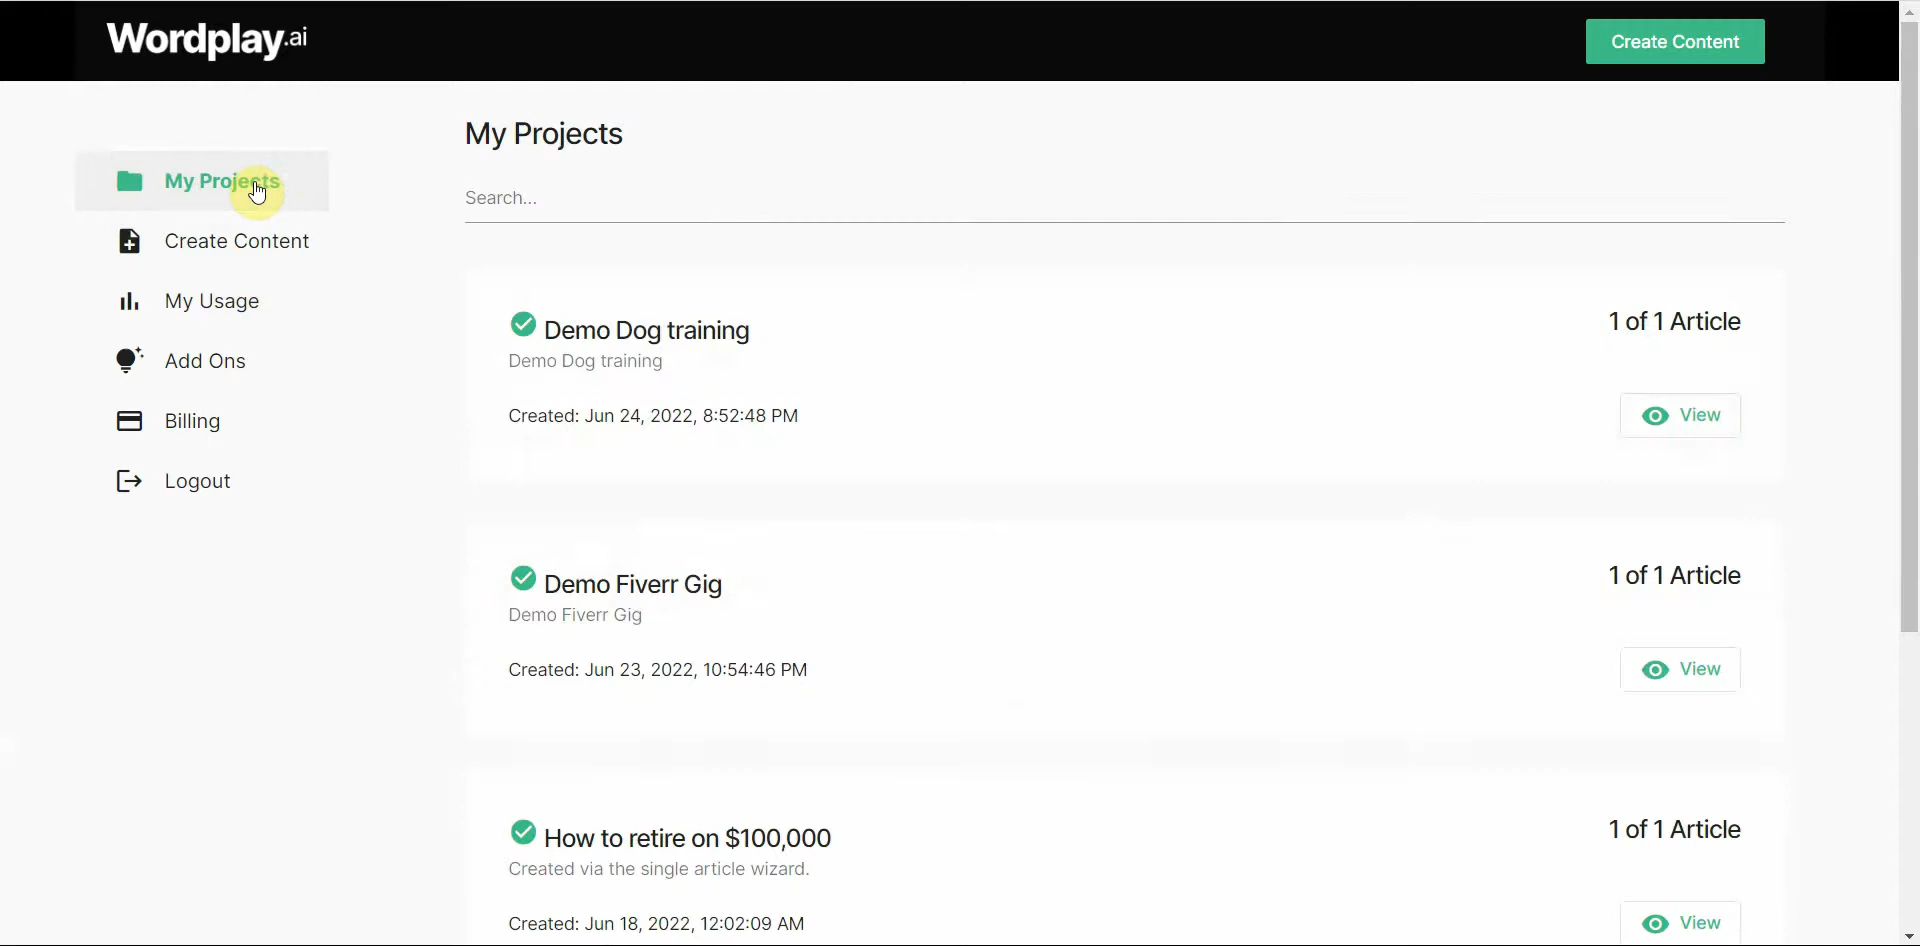 Wordplay.ai
Create Content
My Projects
Create Content
My Usage
Add Ons
Billing
Logout
My Projects
Search...
Demo Dog training
1 of 1 Article
Demo Dog training
Created: Jun 24, 2022, 8:52:48 PM
View
Demo Fiverr Gig
1 of 1 Article
Demo Fiverr Gig
Created: Jun 23, 2022, 10:54:46 PM
View
How to retire on $100,000
1 of 1 Article
Created via the single article wizard.
Created: Jun 18, 2022, 12:02:09 AM
View